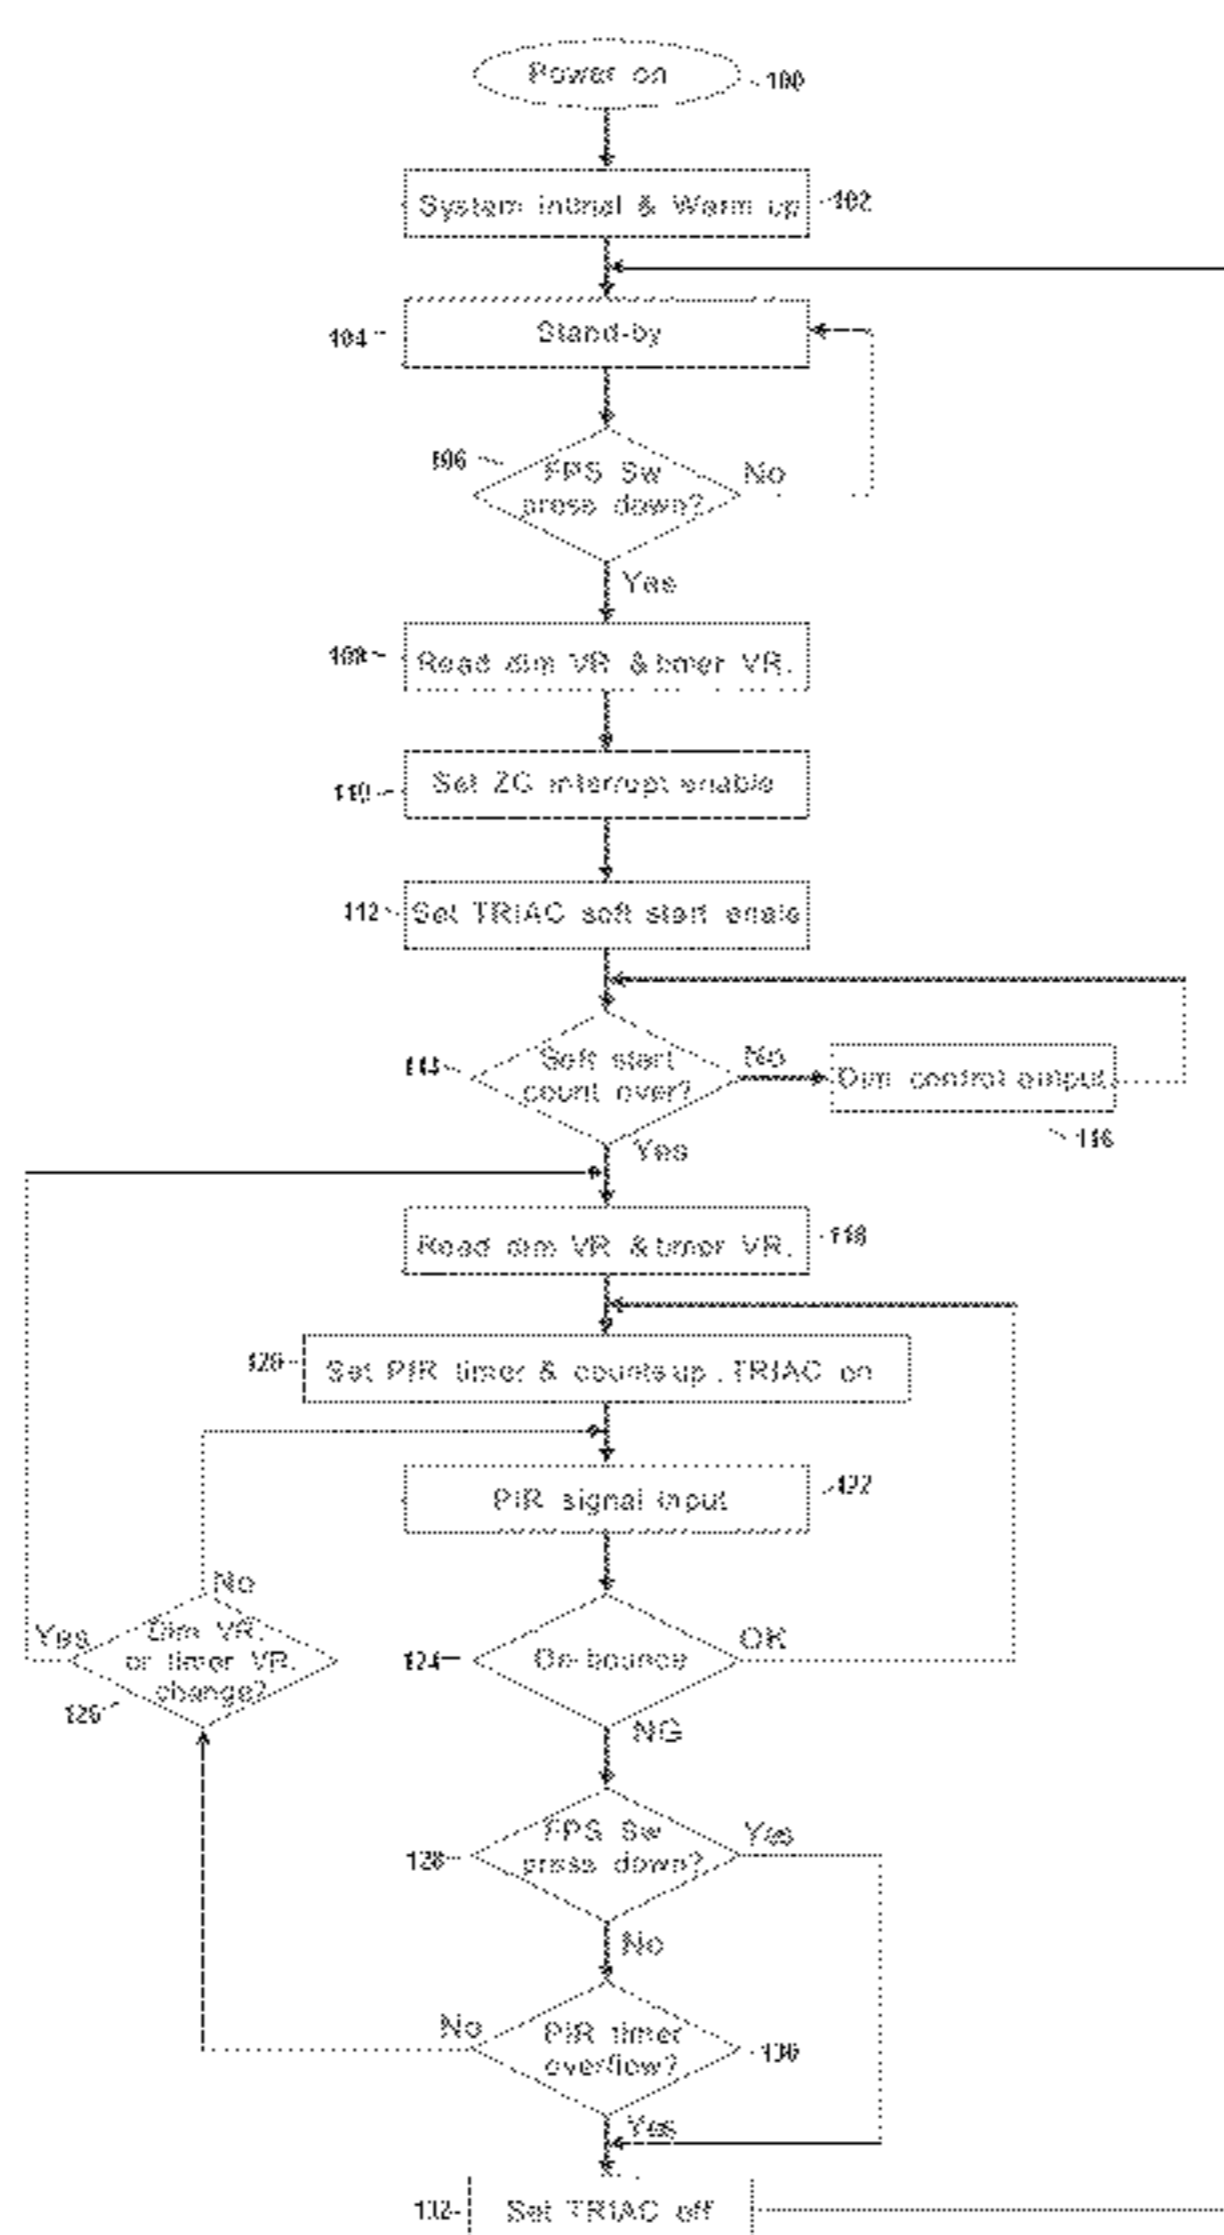 Power on
100
System intinal & Warm up
102
Stand-by
104
106
FPS Sw
press down?
No
Yes
108
Read dim VR & timer VR.
110
Set ZC interrupt enable
112
Set TRIAC soft start enale
114
Soft start
count over?
No
Dim control output
116
Yes
Read dim VR & timer VR.
118
120
Set PIR timer & counts up , TRIAC on
PIR signal input
122
No
Yes
Dim VR.
or timer VR.
change?
126
124
De-bounce
OK
NG
128
FPS Sw
press down?
Yes
No
No
PIR timer
overflow?
130
Yes
132
Set TRIAC off